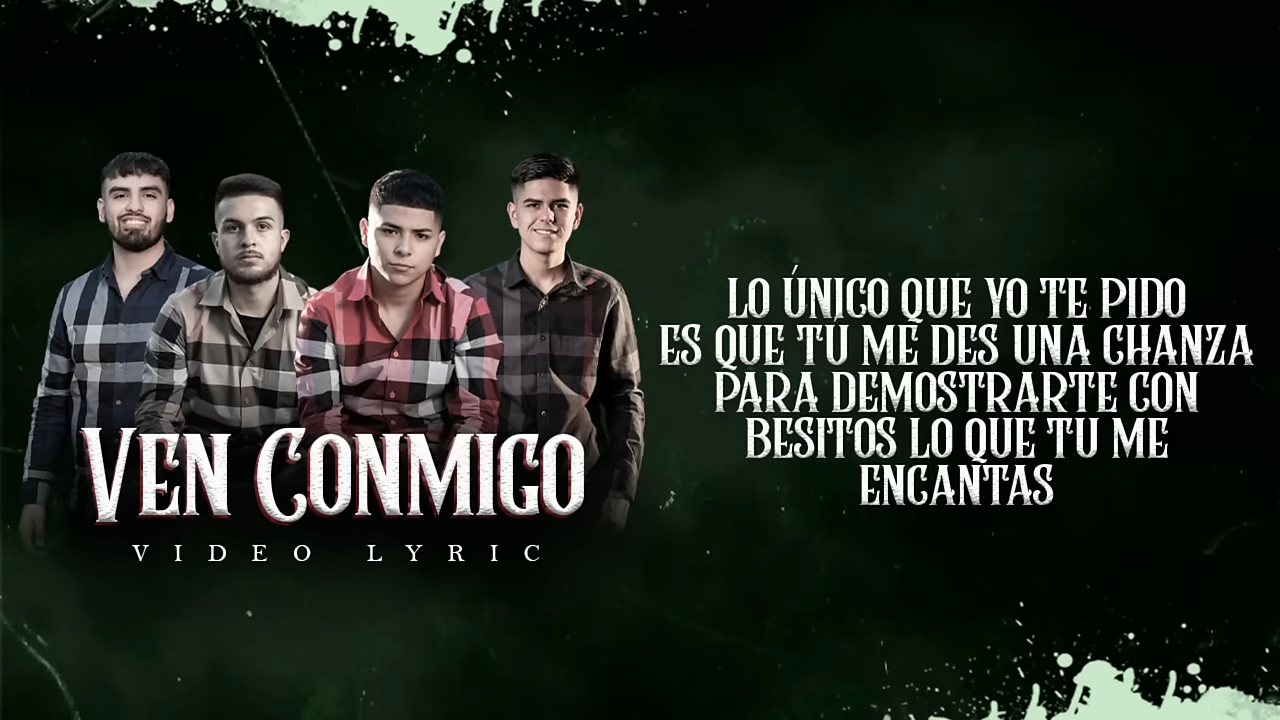 VEN CONMIGO
VIDEO LYRIC
LO ÚNICO QUE YO TE PIDO
ES QUE TÚ ME DES UNA CHANZA
PARA DEMOSTRARTE CON
BESITOS LO QUE TU ME
ENCANTAS